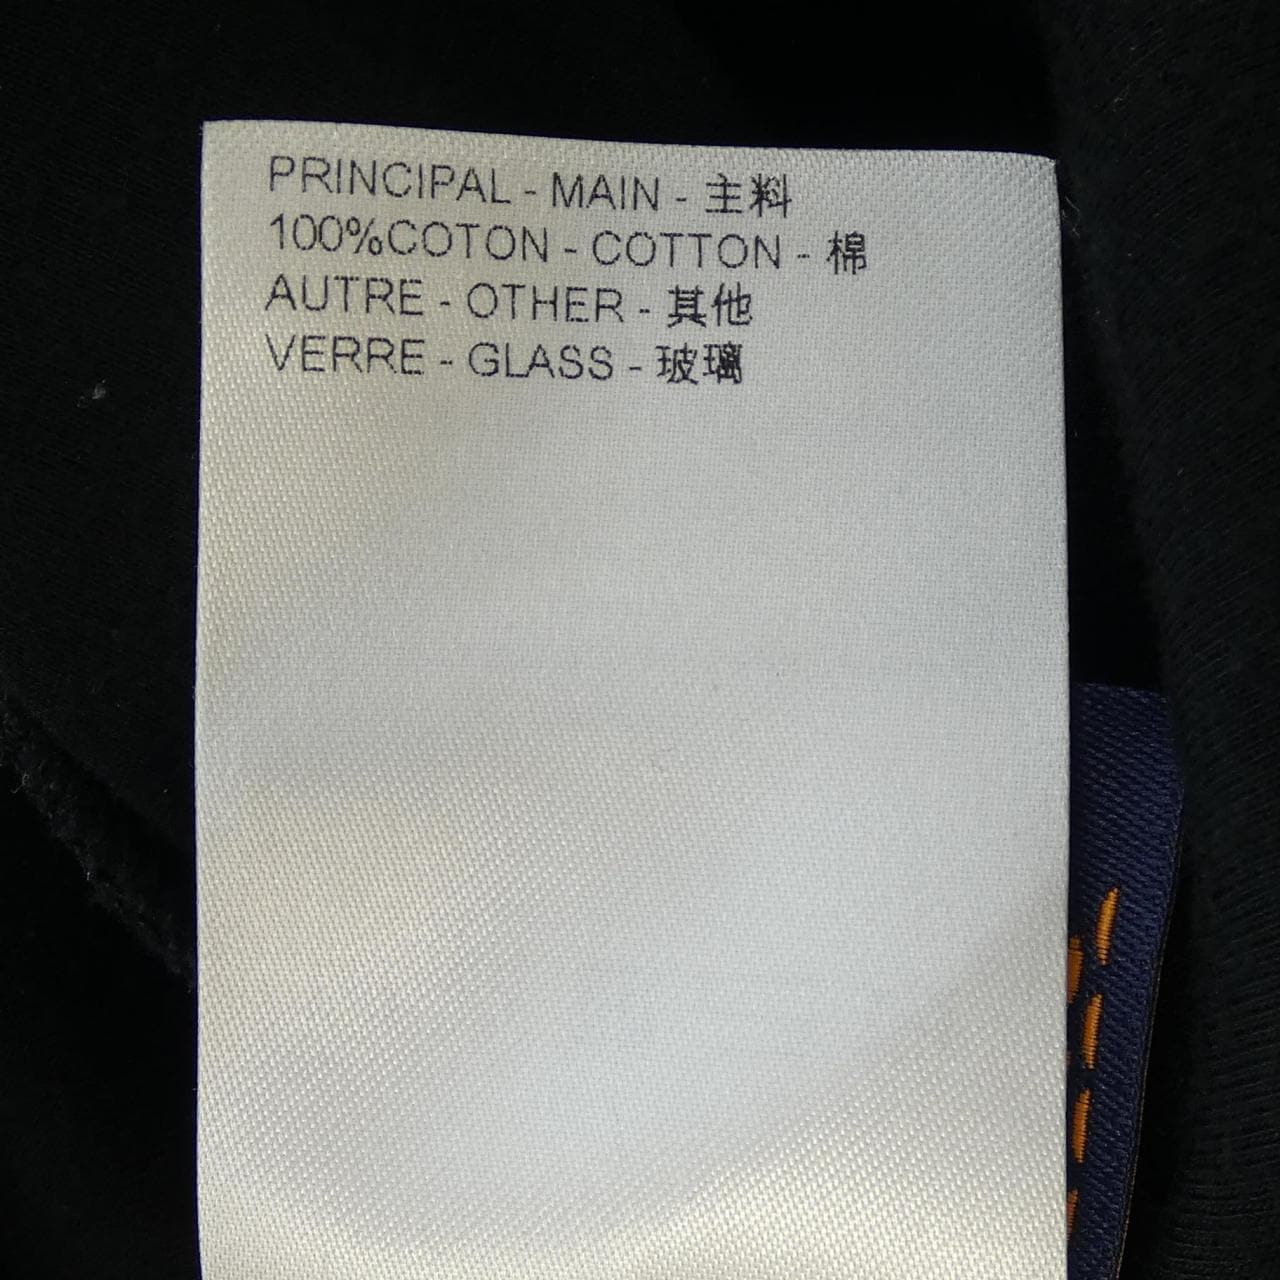 PRINCIPAL - MAIN - 主料
100%COTON - COTTON - 棉
AUTRE - OTHER - 其他
VERRE - GLASS - 玻璃